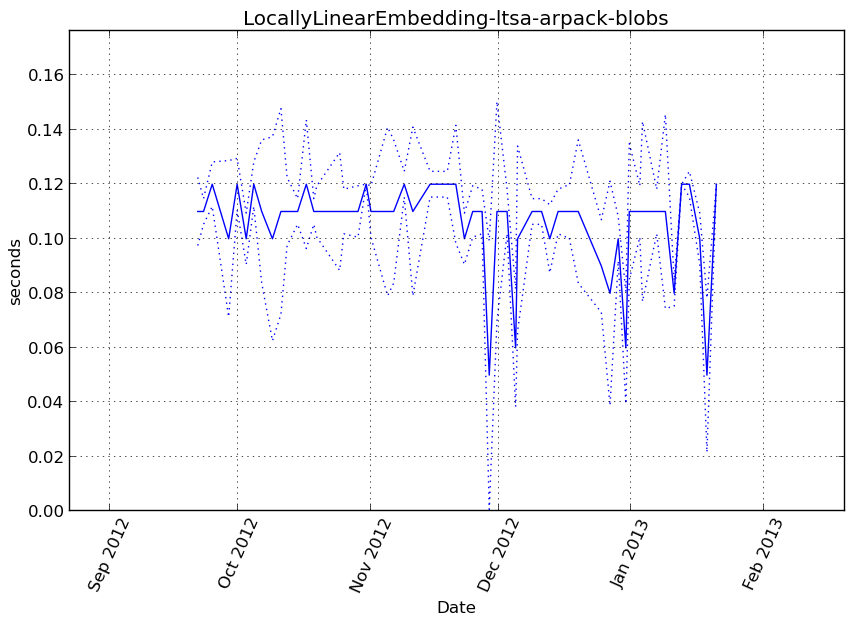 LocallyLinearEmbedding-ltsa-arpack-blobs
0.16
0.14
0.12
0.10
0.08
0.06
0.04
0.02
0.00
seconds
Sep 2012
Oct 2012
Nov 2012
Dec 2012
Jan 2013
Feb 2013
Date